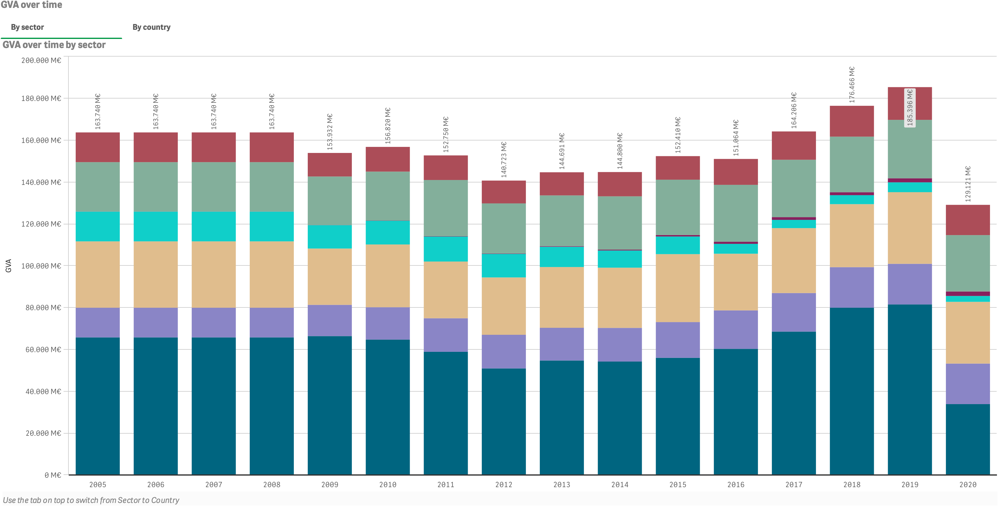 GVA over time
By sector
By country
GVA over time by sector
200.000 M€
180.000 M€
160.000 M€
140.000 M€
120.000 M€
100.000 M€
80.000 M€
60.000 M€
40.000 M€
20.000 M€
0 M€
GVA
163.740 M€
163.740 M€
163.740 M€
163.740 M€
153.932 M€
156.820 M€
152.750 M€
140.723 M€
144.691 M€
144.800 M€
152.410 M€
151.064 M€
164.206 M€
176.466 M€
185.396 M€
129.121 M€
2005
2006
2007
2008
2009
2010
2011
2012
2013
2014
2015
2016
2017
2018
2019
2020
Use the tab on top to switch from Sector to Country